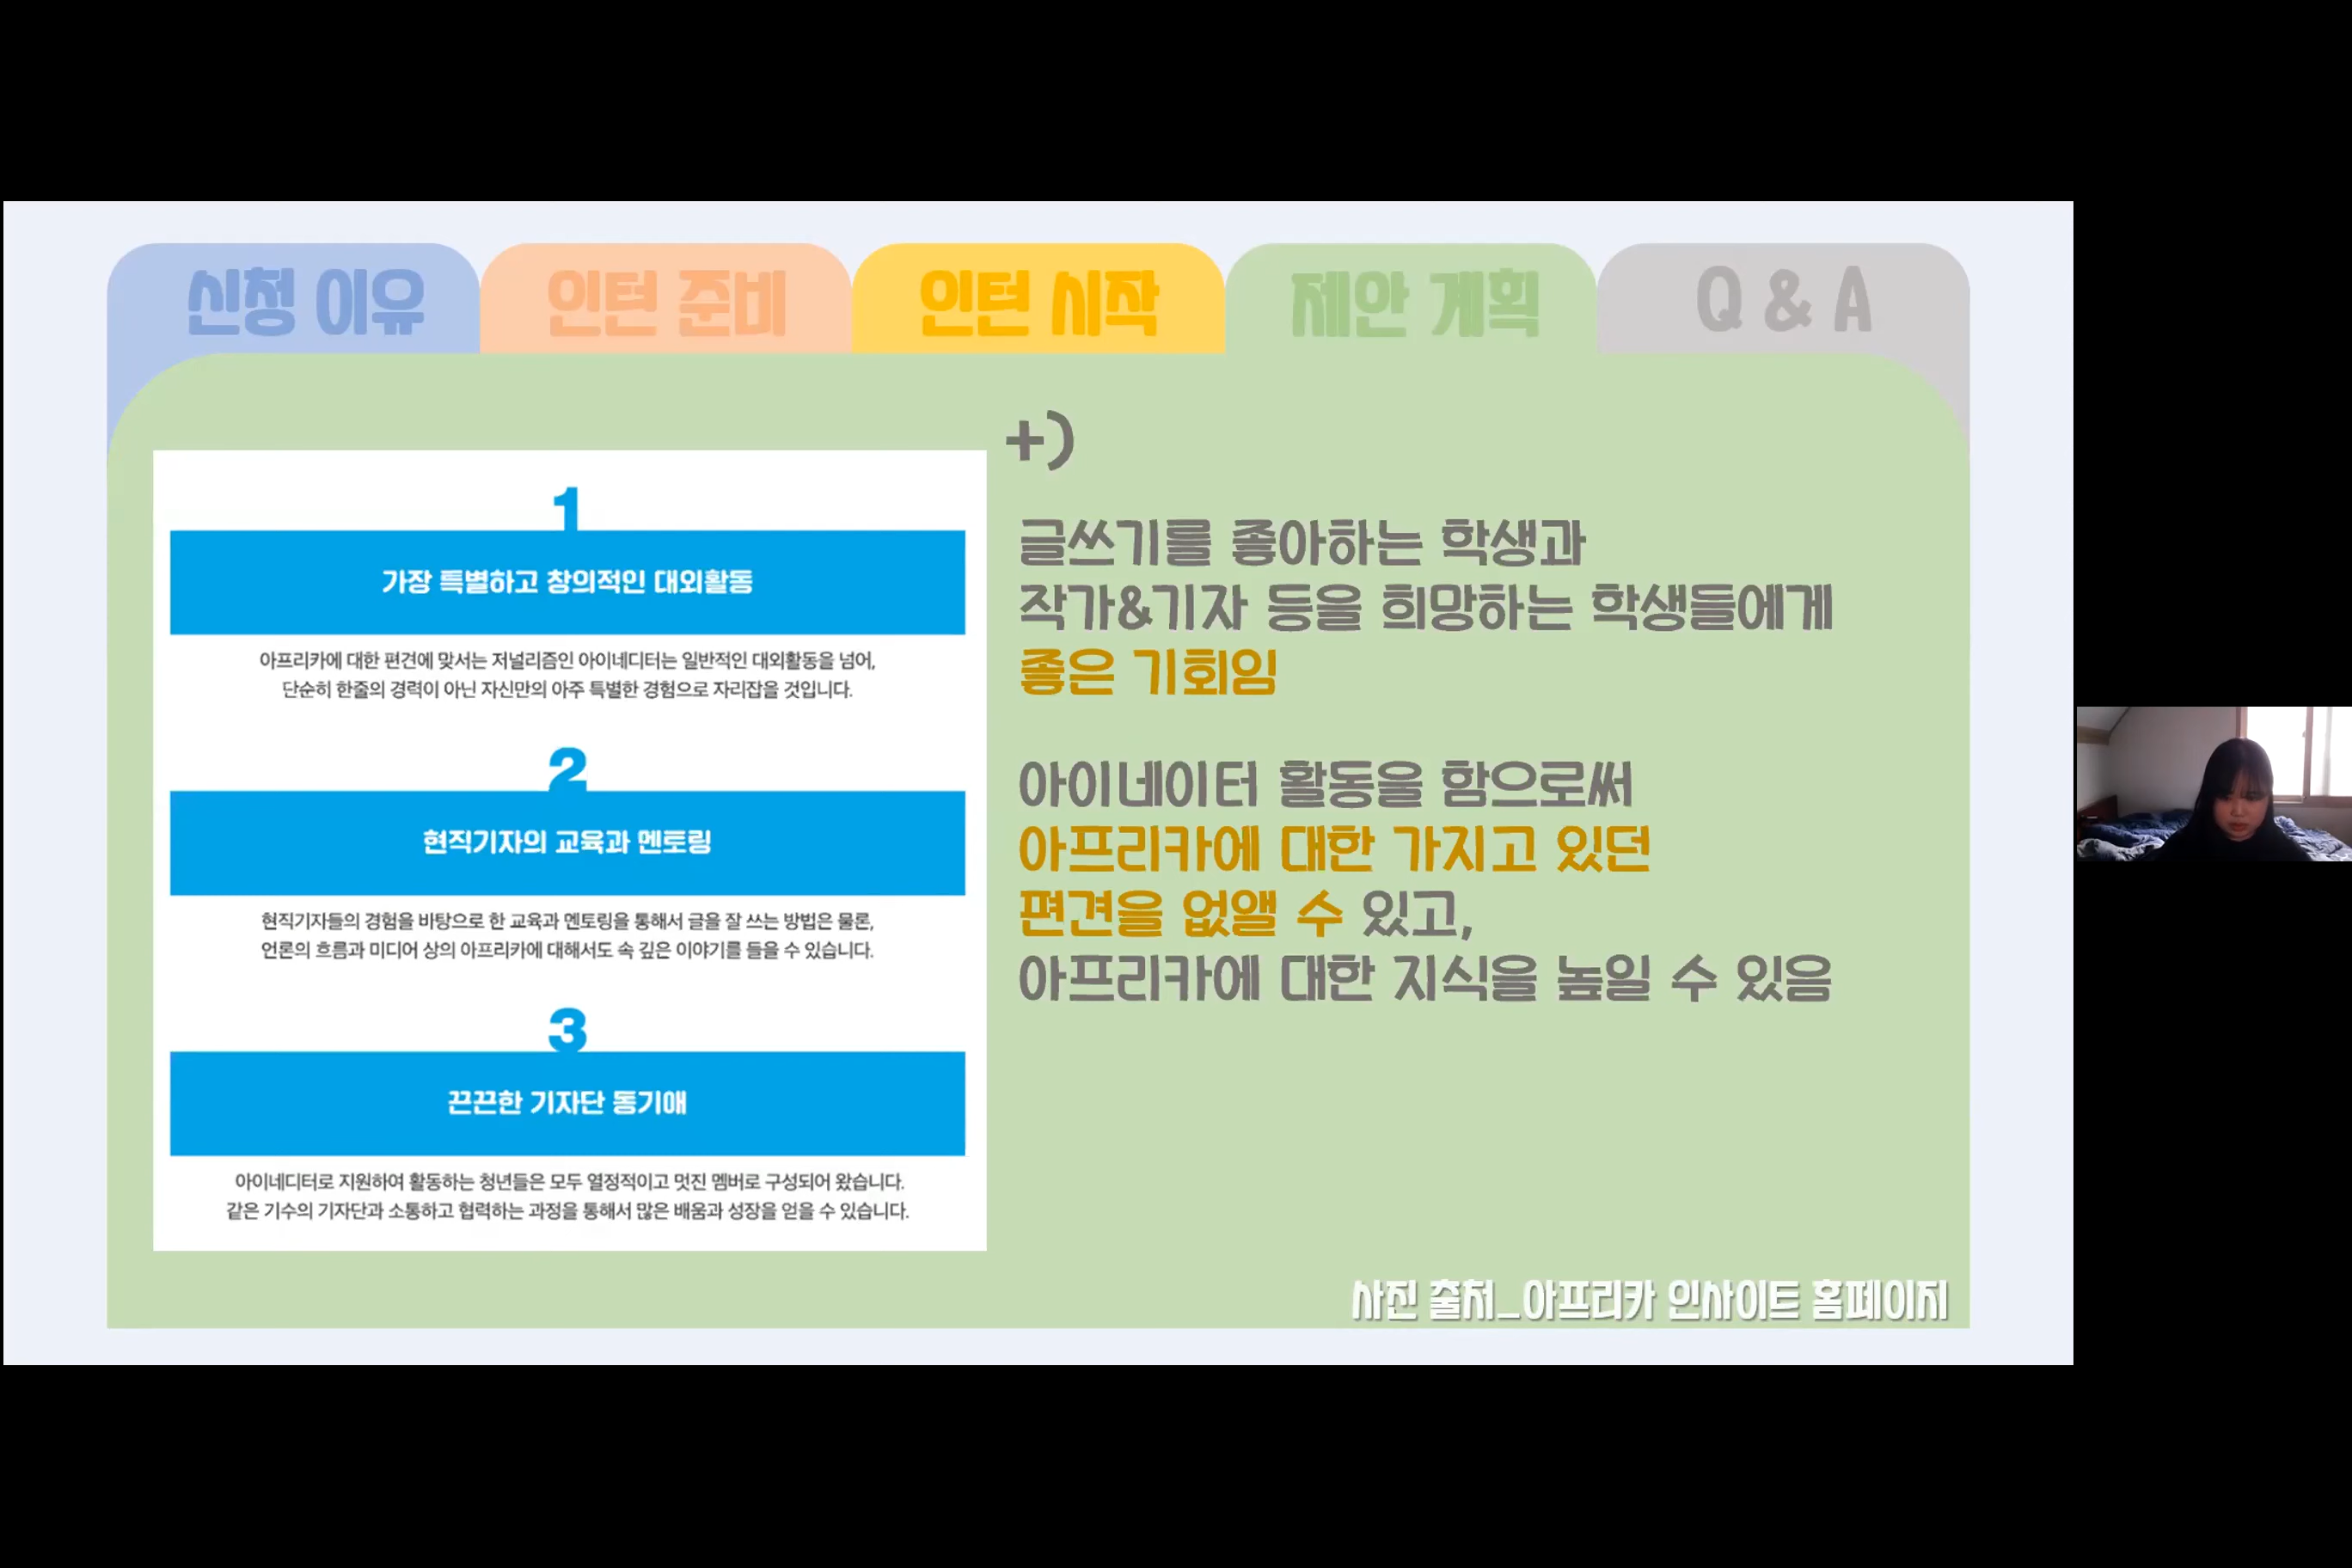 신청 이유
인턴 준비
인턴 시작
제안 계획
Q & A
1
가장 특별하고 창의적인 대외활동
아프리카에 대한 편견에 맞서는 저널리즘인 아이네디터는 일반적인 대외활동을 넘어,
단순히 한줄의 경력이 아닌 자신만의 아주 특별한 경험으로 자리잡을 것입니다.
2
현직기자의 교육과 멘토링
현직기자들의 경험을 바탕으로 한 교육과 멘토링을 통해서 글을 잘 쓰는 방법은 물론,
언론의 흐름과 미디어 상의 아프리카에 대해서도 속 깊은 이야기를 들을 수 있습니다.
3
끈끈한 기자단 동기애
아이네디터로 지원하여 활동하는 청년들은 모두 열정적이고 멋진 멤버로 구성되어 왔습니다.
같은 기수의 기자단과 소통하고 협력하는 과정을 통해서 많은 배움과 성장을 얻을 수 있습니다.
+)
글쓰기를 좋아하는 학생과
작가&기자 등을 희망하는 학생들에게
좋은 기회임
아이네이터 활동을 함으로써
아프리카에 대한 가지고 있던
편견을 없앨 수 있고,
아프리카에 대한 지식을 높일 수 있음
사진 출처_아프리카 인사이트 홈페이지